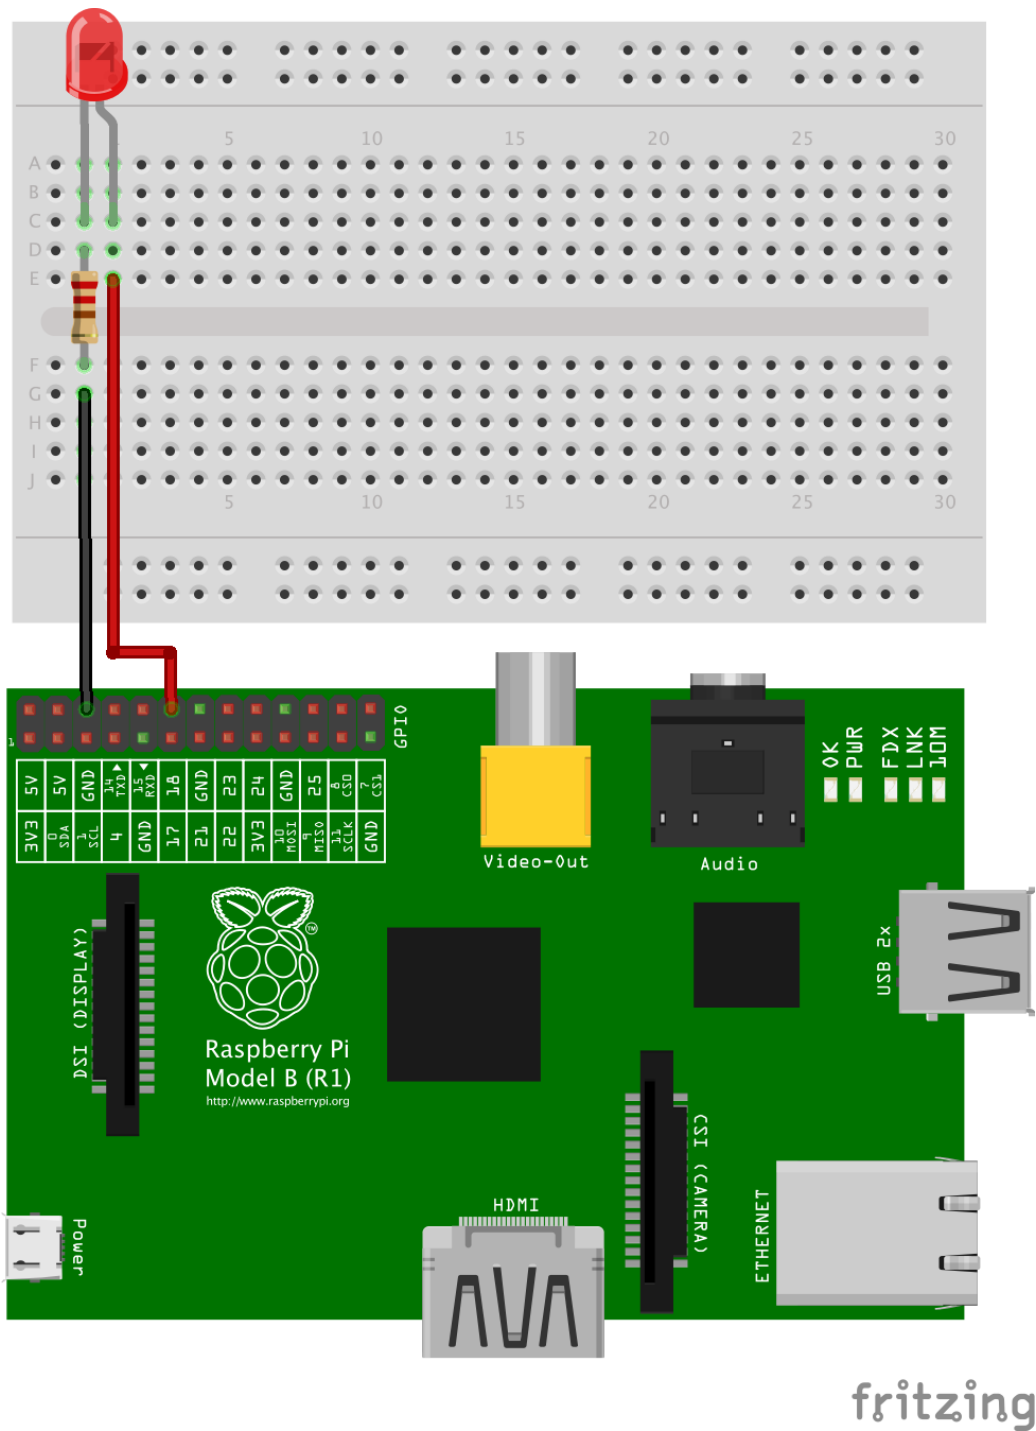 5 10 15 20 25 30
A
B
C
D
E
F
G
H
I
J
5 10 15 20 25 30
GPIO
1
5V 5V GND 14 TXD 15 RXD 18 GND 23 24 GND 25 8 CS0 7 CS1
3V3 0 SDA 1 SCL 4 GND 17 21 22 3V3 10 MOSI 9 MISO 11 SCLK GND
Video-Out
Audio
OK
PWR
FDX
LNK
10M
USB 2x
DSI (DISPLAY)
TM
Raspberry Pi
Model B (R1)
http://www.raspberrypi.org
CSI (CAMERA)
HDMI
ETHERNET
Power
fritzing